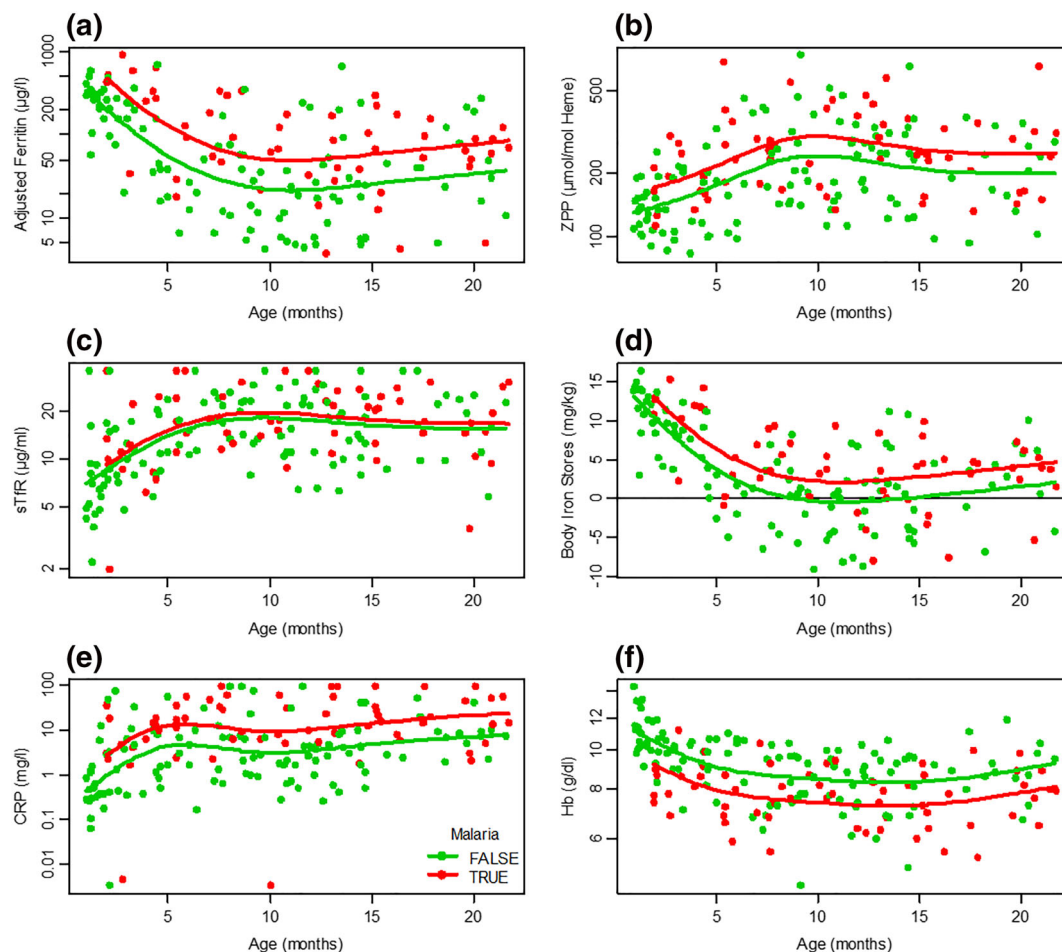 (a)
Adjusted Ferritin (µg/l)
1000
200
50
10
5
5 10 15 20
Age (months)
(b)
ZPP (µmol/mol Heme)
500
200
100
5 10 15 20
Age (months)
(c)
sTfR (µg/ml)
20
10
5
2
5 10 15 20
Age (months)
(d)
Body Iron Stores (mg/kg)
15
10
5
0
-5
-10
5 10 15 20
Age (months)
(e)
CRP (mg/l)
100
10
1
0.1
0.01
Malaria
FALSE
TRUE
5 10 15 20
Age (months)
(f)
Hb (g/dl)
12
10
8
6
5 10 15 20
Age (months)